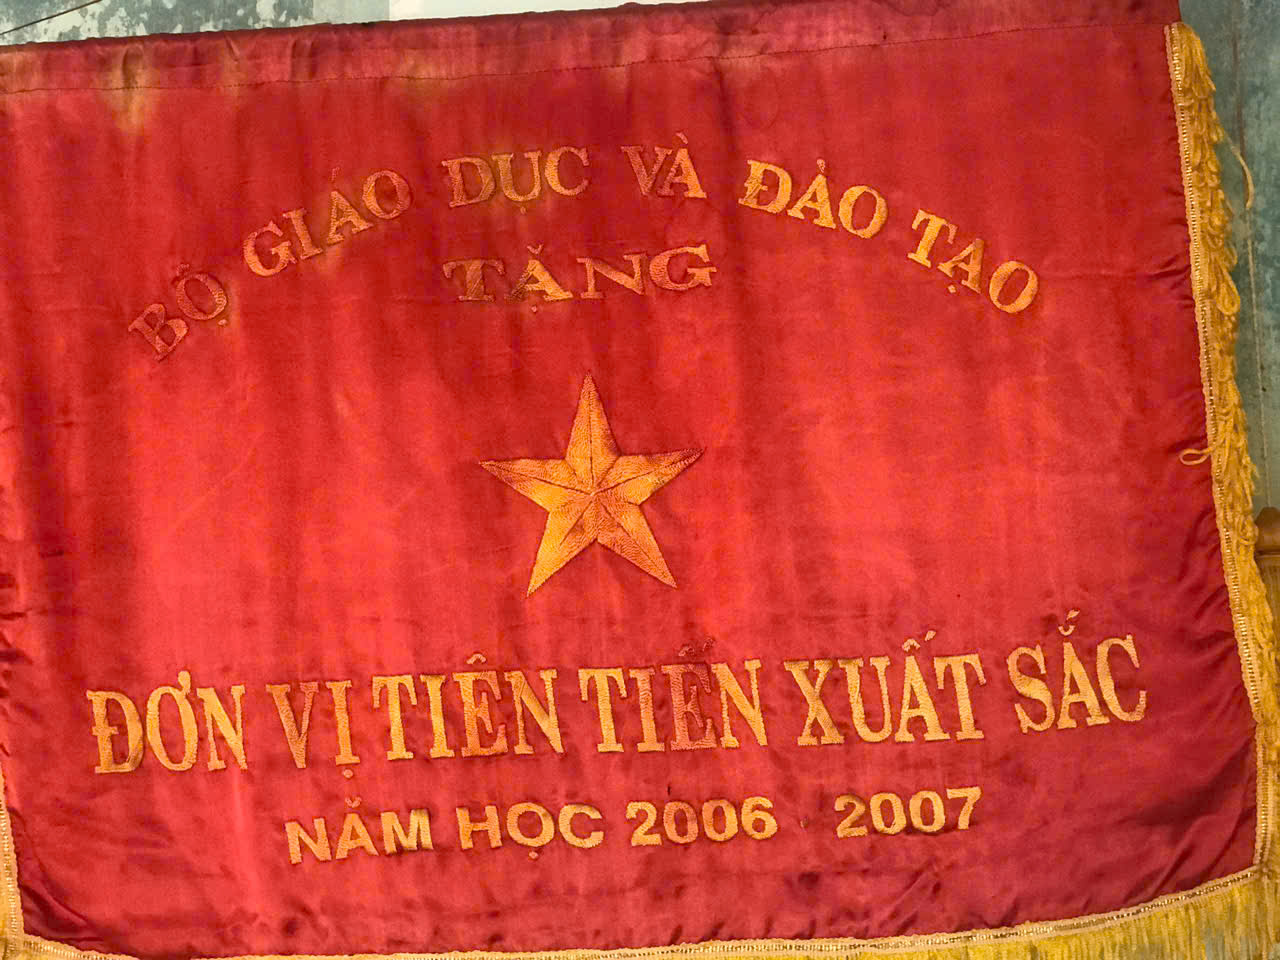 BỘ GIÁO DỤC VÀ ĐÀO TẠO
TẶNG
ĐƠN VỊ TIÊN TIẾN XUẤT SẮC
NĂM HỌC 2006 2007